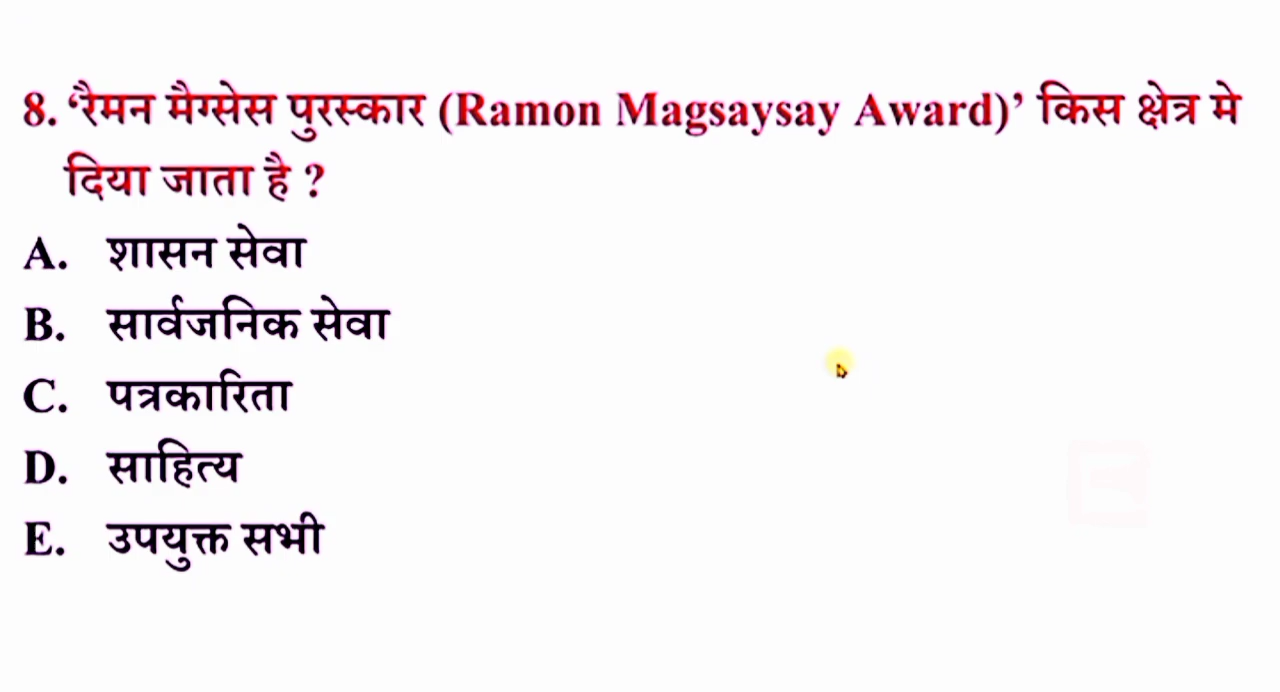 8. ‘रैमन मैग्सेस पुरस्कार (Ramon Magsaysay Award)’ किस क्षेत्र मे
दिया जाता है ?
A. शासन सेवा
B. सार्वजनिक सेवा
C. पत्रकारिता
D. साहित्य
E. उपयुक्त सभी